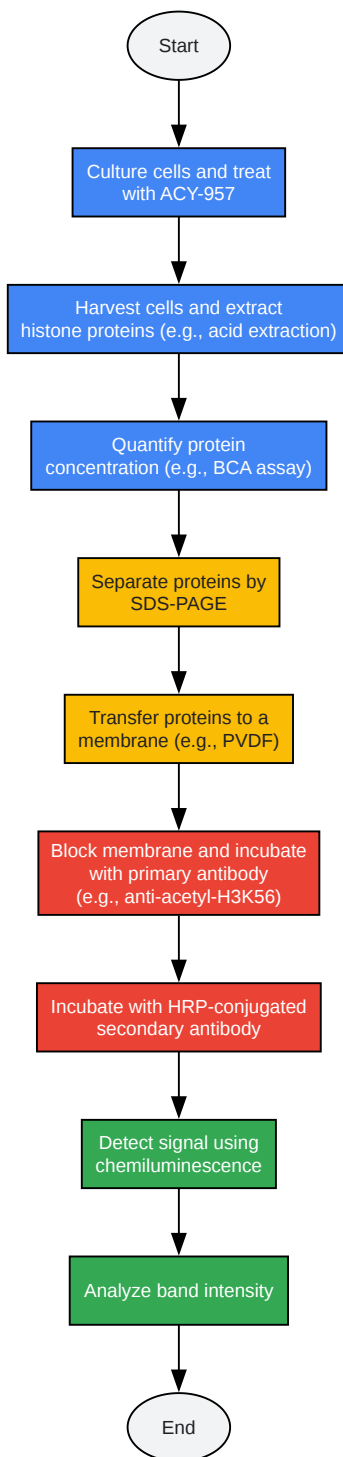 Start
Culture cells and treat
with ACY-957
Harvest cells and extract
histone proteins (e.g., acid extraction)
Quantify protein
concentration (e.g., BCA assay)
Separate proteins by
SDS-PAGE
Transfer proteins to a
membrane (e.g., PVDF)
Block membrane and incubate
with primary antibody
(e.g., anti-acetyl-H3K56)
Incubate with HRP-conjugated
secondary antibody
Detect signal using
chemiluminescence
Analyze band intensity
End